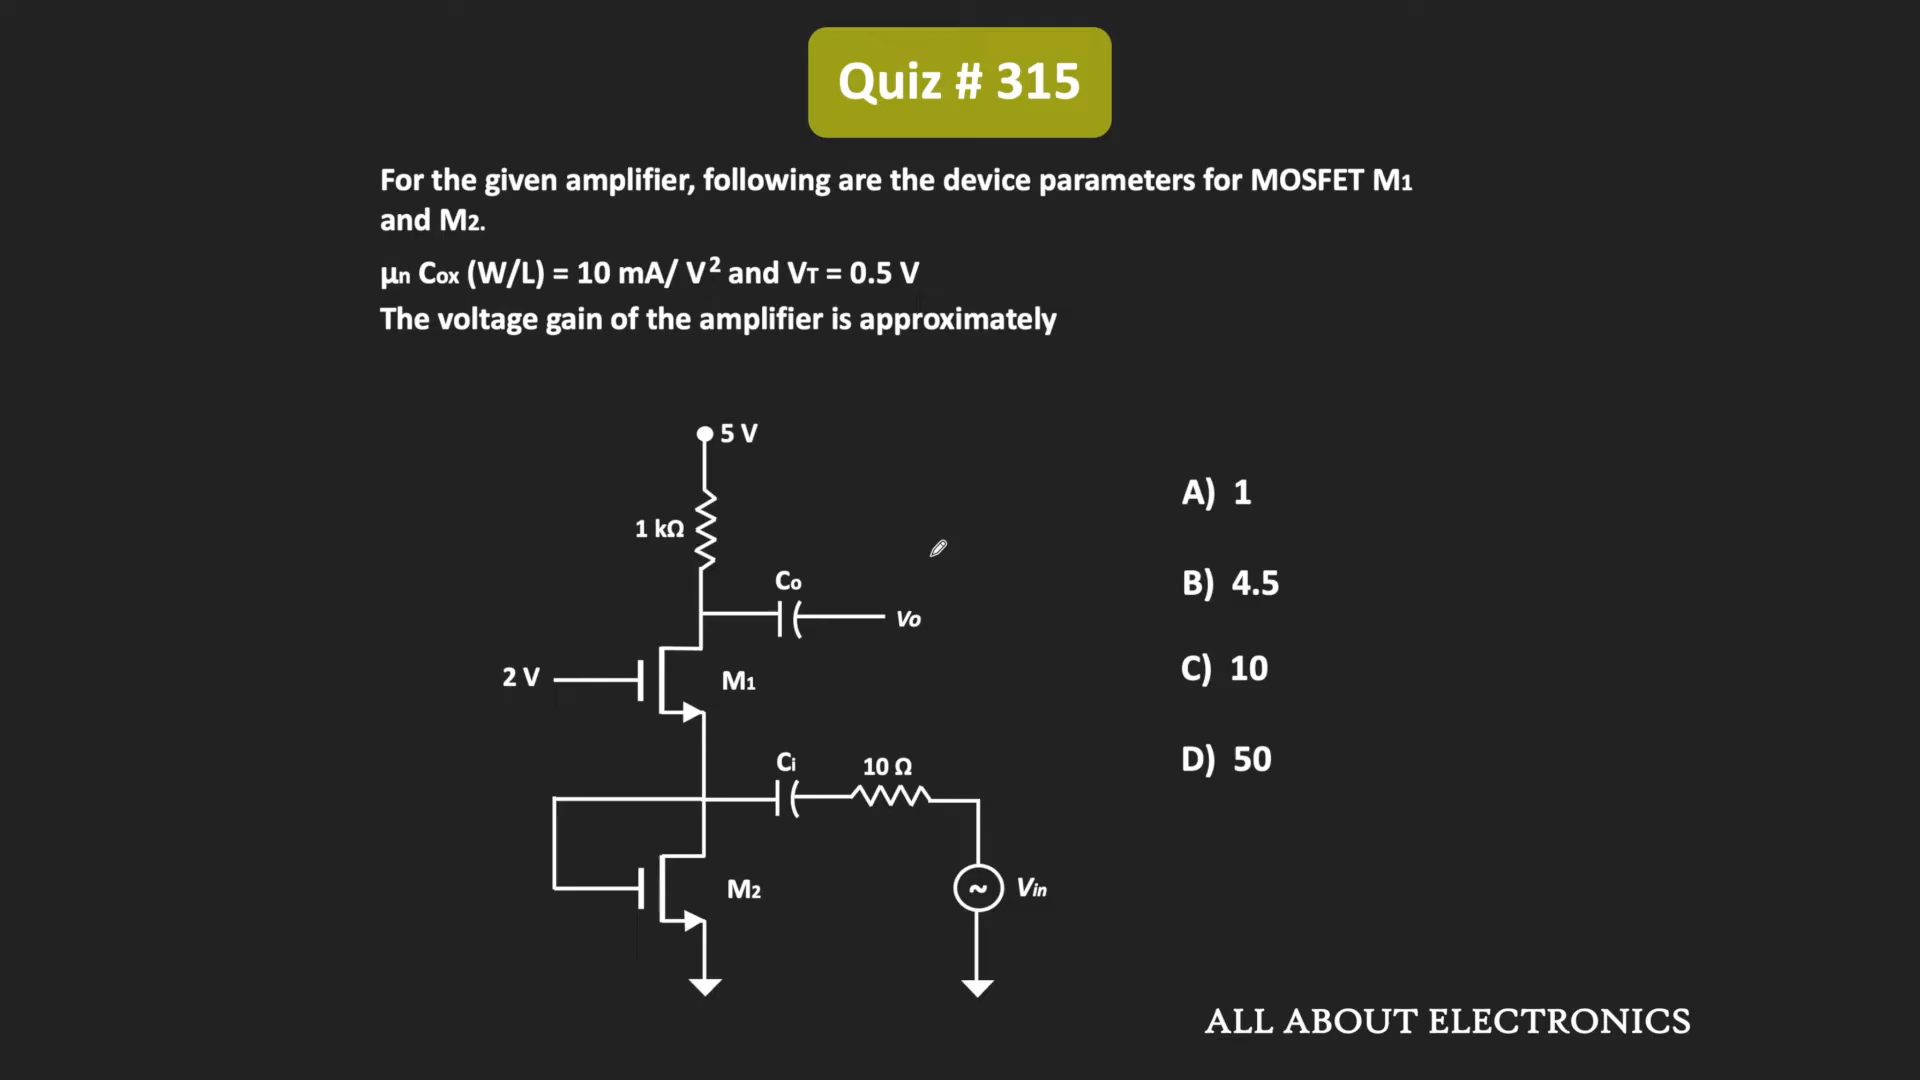 Quiz # 315
For the given amplifier, following are the device parameters for MOSFET M1
and M2.
μn Cox (W/L) = 10 mA/ V² and VT = 0.5 V
The voltage gain of the amplifier is approximately
5 V
1 kΩ
Co
Vo
2 V
M1
Ci
10 Ω
M2
~
Vin
A) 1
B) 4.5
C) 10
D) 50
ALL ABOUT ELECTRONICS